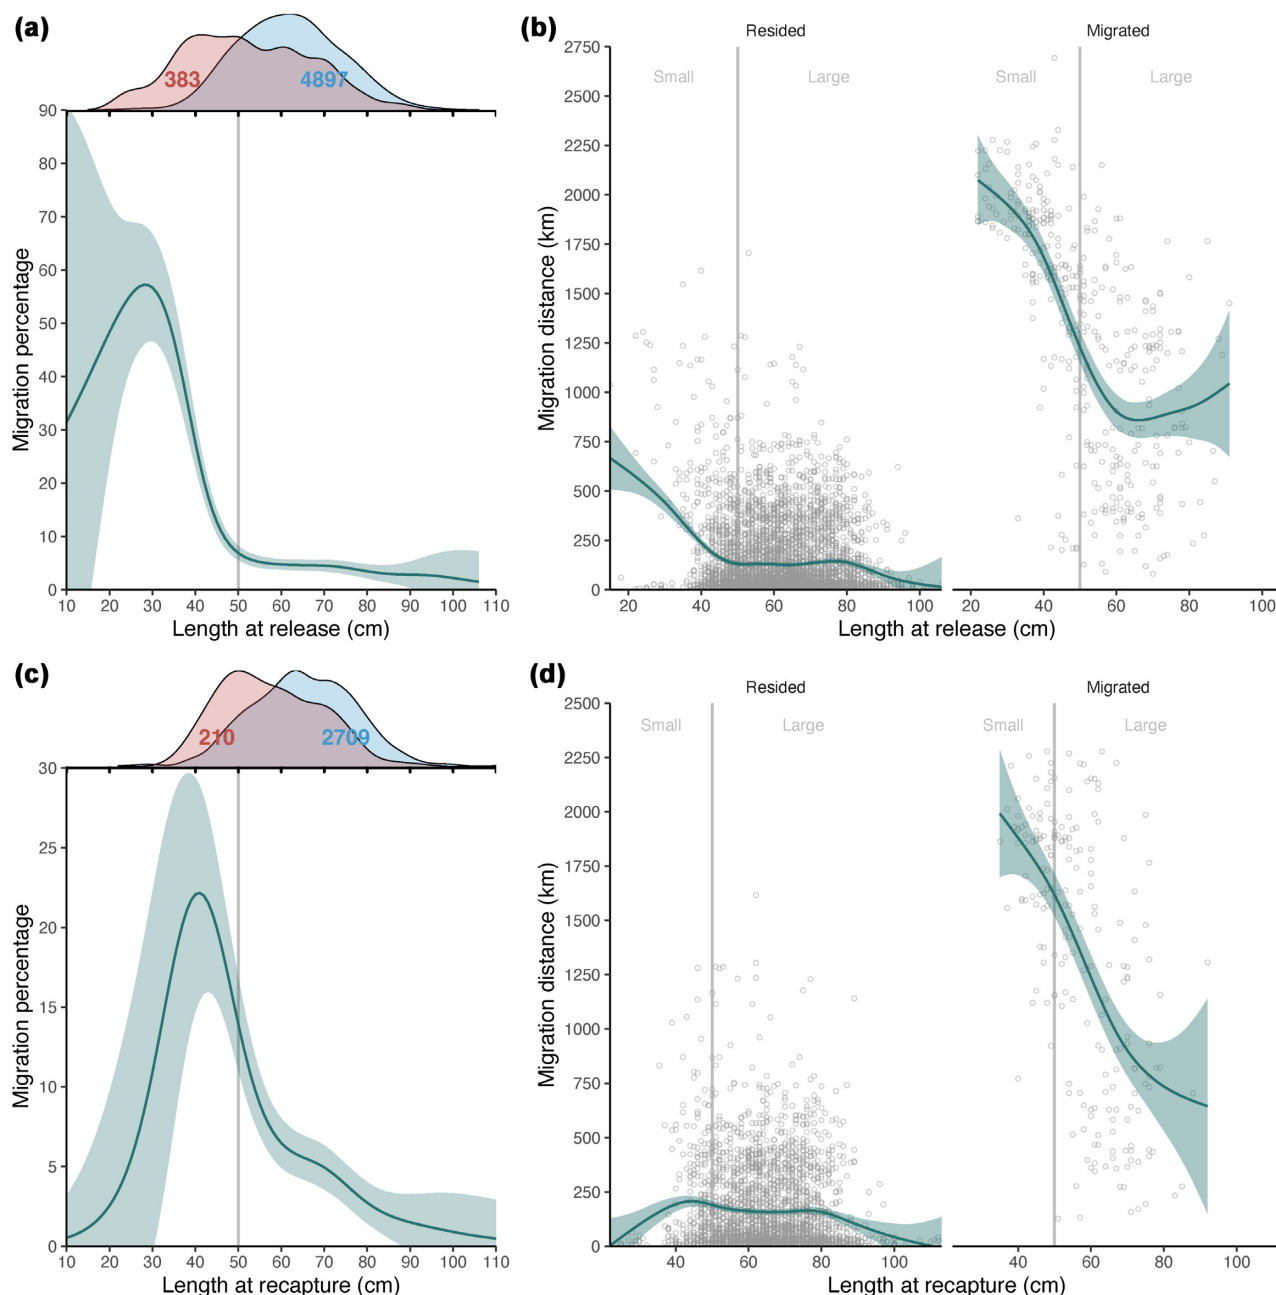 (a)
383
4897
90
80
70
60
50
40
30
20
10
0
Migration percentage
10 20 30 40 50 60 70 80 90 100 110
Length at release (cm)
(b)
Resided
Migrated
Small
Large
Small
Large
2750
2500
2250
2000
1750
1500
1250
1000
750
500
250
0
Migration distance (km)
20 40 60 80 100
20 40 60 80 100
Length at release (cm)
(c)
210
2709
30
25
20
15
10
5
0
Migration percentage
10 20 30 40 50 60 70 80 90 100 110
Length at recapture (cm)
(d)
Resided
Migrated
Small
Large
Small
Large
2500
2250
2000
1750
1500
1250
1000
750
500
250
0
Migration distance (km)
40 60 80 100
40 60 80 100
Length at recapture (cm)